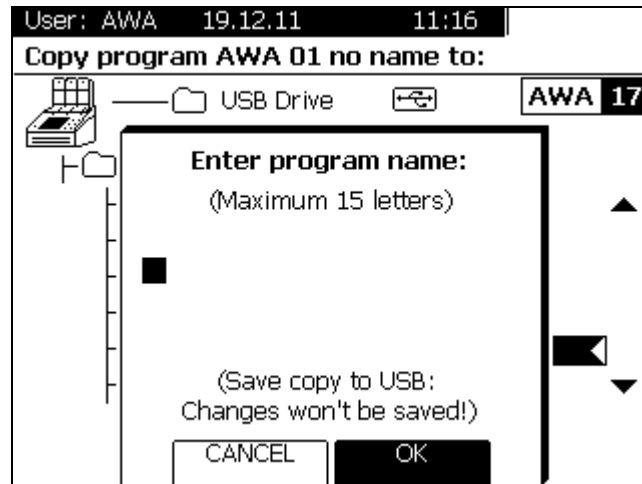 User: AWA 19.12.11 11:16
Copy program AWA 01 no name to:
USB Drive
AWA 17
Enter program name:
(Maximum 15 letters)
(Save copy to USB:
Changes won't be saved!)
CANCEL OK